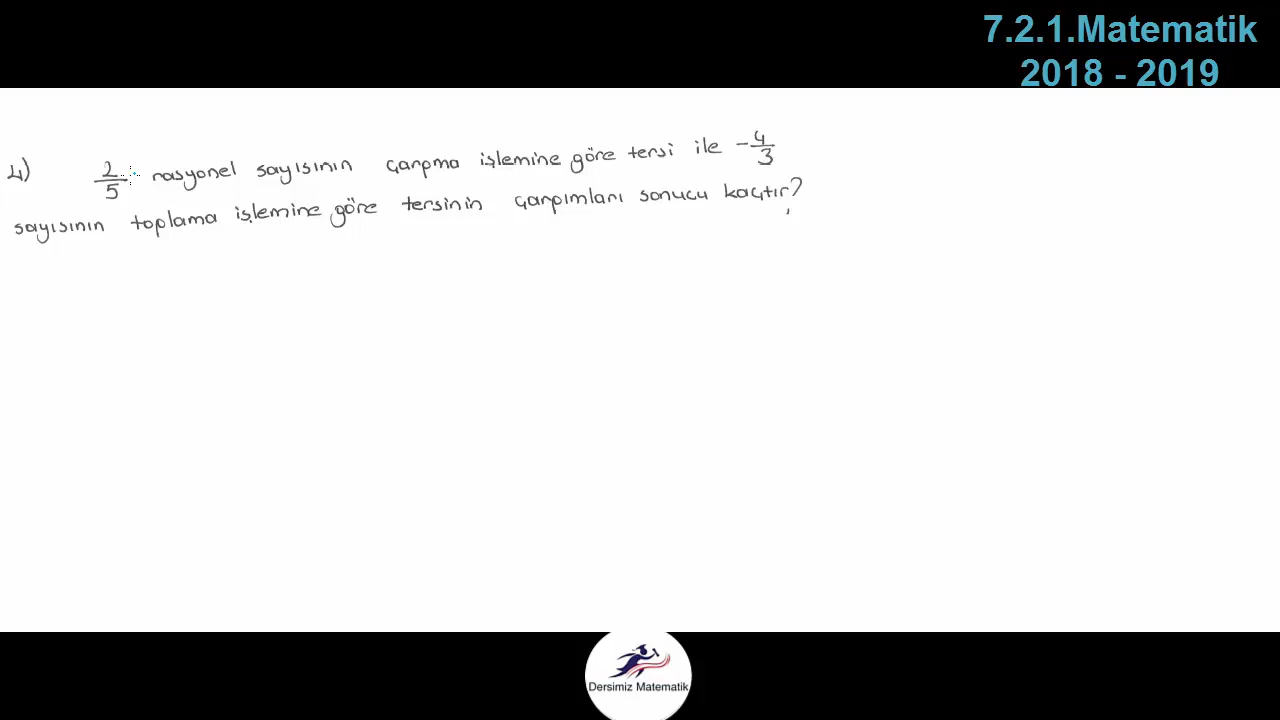 7.2.1.Matematik
2018 - 2019
4) 2/5 rasyonel sayısının çarpma işlemine göre tersi ile -4/3
sayısının toplama işlemine göre tersinin çarpımları sonucu kaçtır?
Dersimiz Matematik